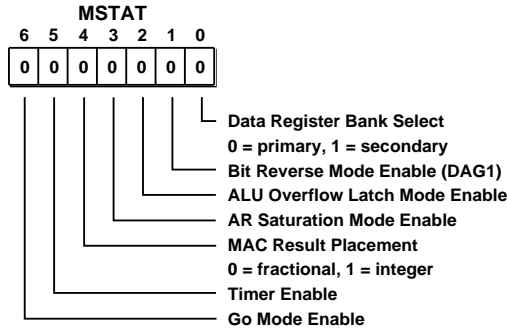 MSTAT
6 5 4 3 2 1 0
0 0 0 0 0 0 0
Data Register Bank Select
0 = primary, 1 = secondary
Bit Reverse Mode Enable (DAG1)
ALU Overflow Latch Mode Enable
AR Saturation Mode Enable
MAC Result Placement
0 = fractional, 1 = integer
Timer Enable
Go Mode Enable